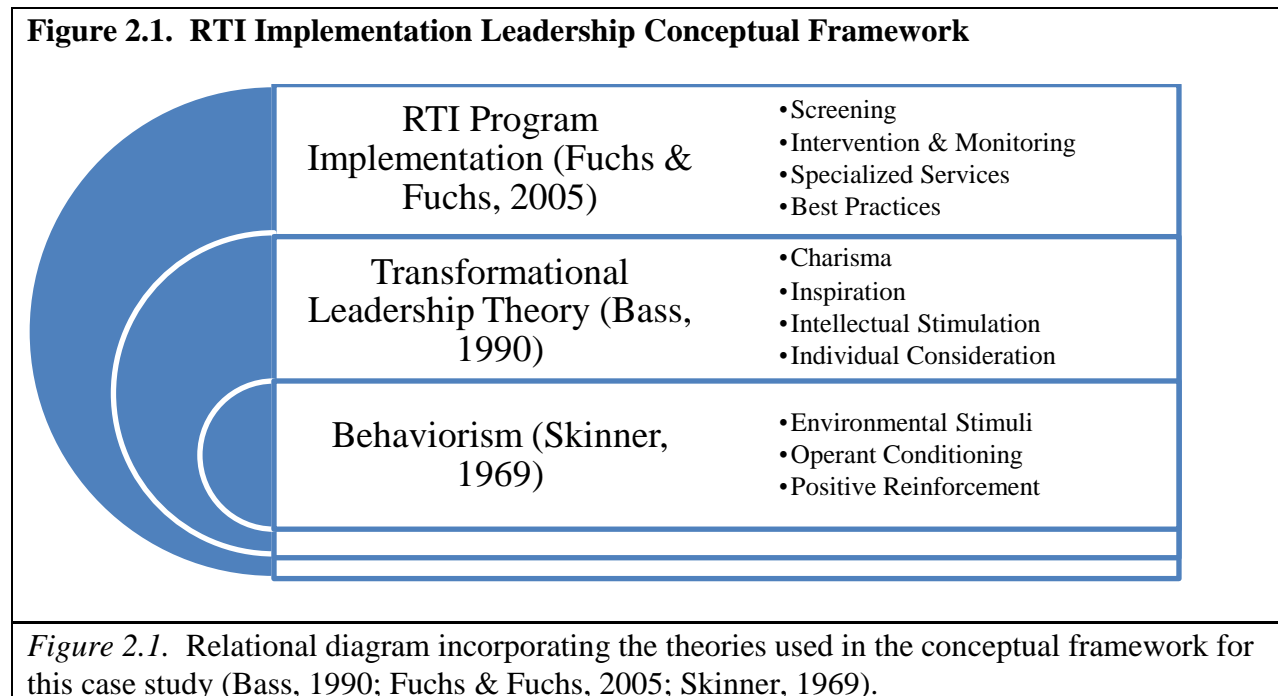 Figure 2.1. RTI Implementation Leadership Conceptual Framework
RTI Program
Implementation (Fuchs &
Fuchs, 2005)
•Screening
•Intervention & Monitoring
•Specialized Services
•Best Practices
Transformational
Leadership Theory (Bass,
1990)
•Charisma
•Inspiration
•Intellectual Stimulation
•Individual Consideration
Behaviorism (Skinner,
1969)
•Environmental Stimuli
•Operant Conditioning
•Positive Reinforcement
Figure 2.1. Relational diagram incorporating the theories used in the conceptual framework for
this case study (Bass, 1990; Fuchs & Fuchs, 2005; Skinner, 1969).